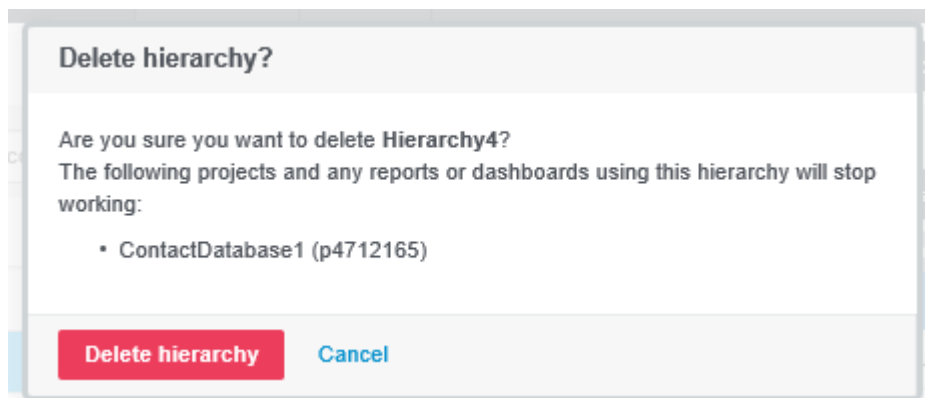 Delete hierarchy?
Are you sure you want to delete Hierarchy4?
The following projects and any reports or dashboards using this hierarchy will stop
working:
• ContactDatabase1 (p4712165)
Delete hierarchy Cancel